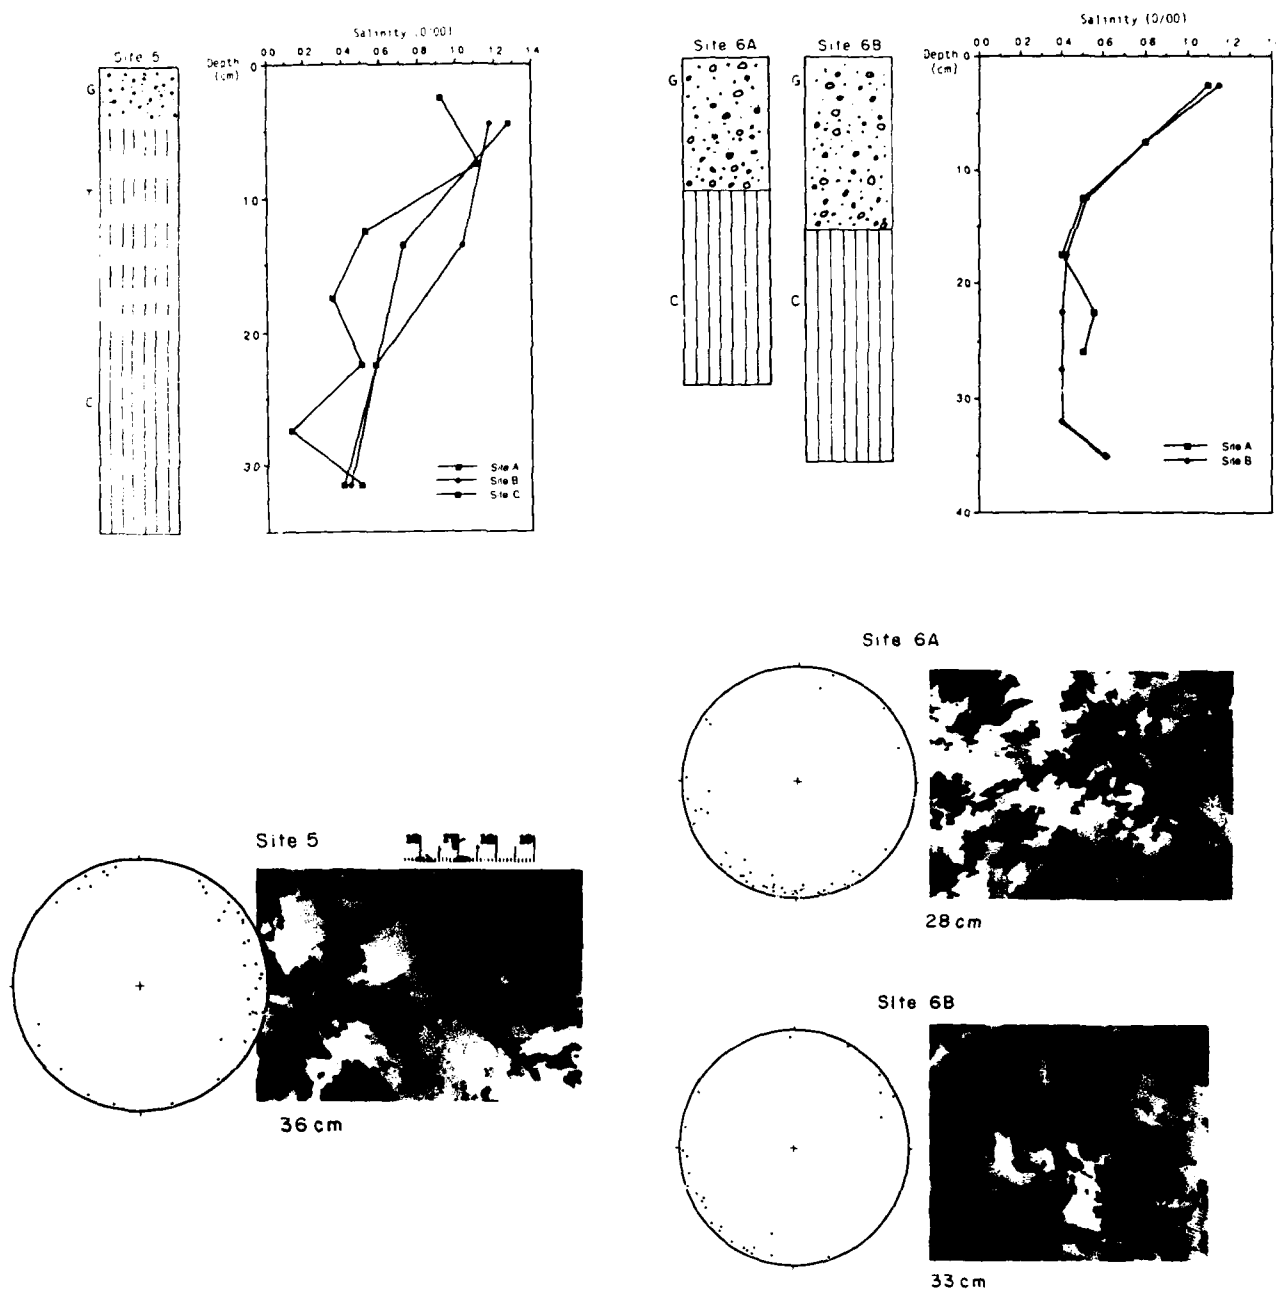 Salinity (0/00)
Site 5
00 02 04 06 08 10 12 14
Depth
(cm)
0
G
10
T
20
C
30
Site A
Site B
Site C
Salinity (0/00)
Site 6A
Site 6B
Depth
(cm)
0
00 02 04 06 08 10 12
G
G
10
20
C
C
30
Site A
Site B
40
Site 6A
28 cm
Site 5
36 cm
Site 6B
33 cm